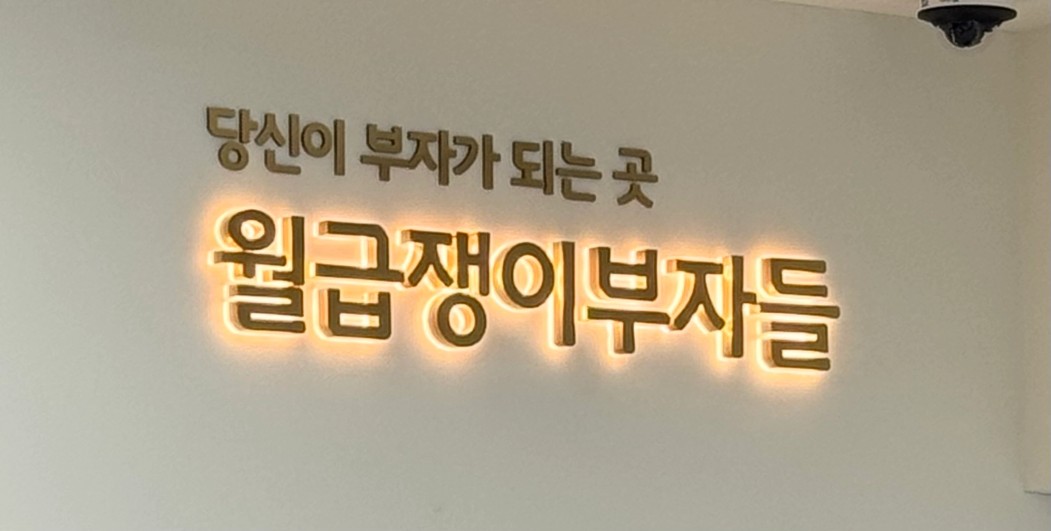 당신이 부자가 되는 곳
월급쟁이부자들